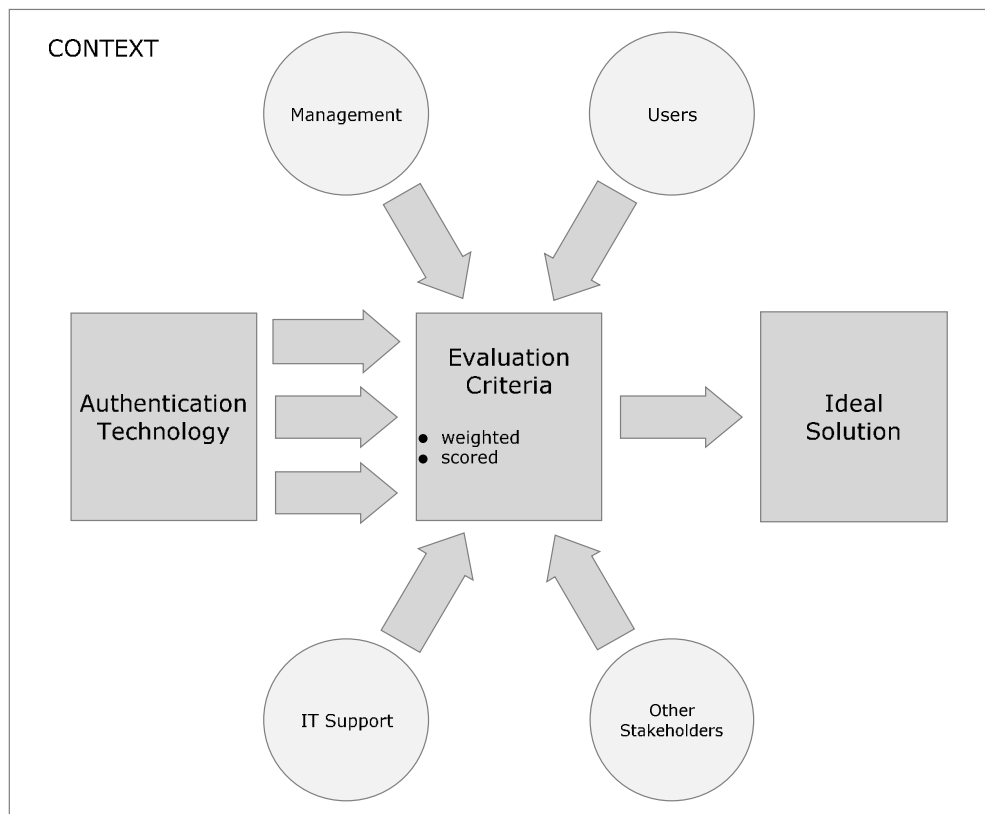 CONTEXT
Management
Users
Authentication
Technology
Evaluation
Criteria
● weighted
● scored
Ideal
Solution
IT Support
Other
Stakeholders